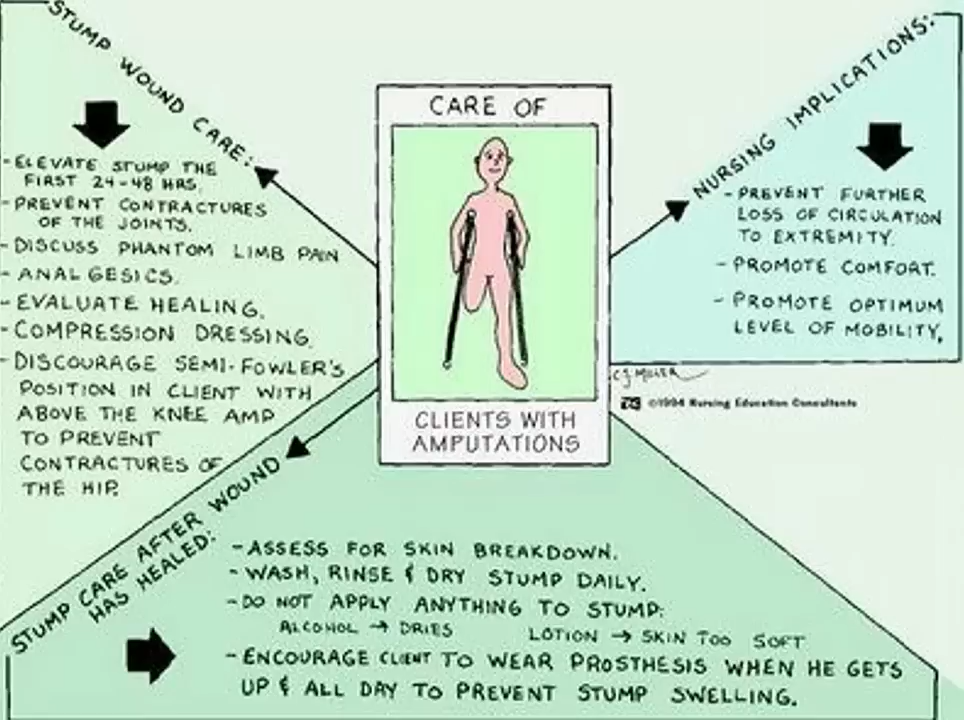 CARE OF
CLIENTS WITH
AMPUTATIONS
STUMP WOUND CARE:
-ELEVATE STUMP THE
FIRST 24-48 HRS.
-PREVENT CONTRACTURES
OF THE JOINTS.
-DISCUSS PHANTOM LIMB PAIN
-ANALGESICS.
-EVALUATE HEALING.
-COMPRESSION DRESSING.
-DISCOURAGE SEMI-FOWLER'S
POSITION IN CLIENT WITH
ABOVE THE KNEE AMP
TO PREVENT
CONTRACTURES OF
THE HIP.
NURSING IMPLICATIONS:
-PREVENT FURTHER
LOSS OF CIRCULATION
TO EXTREMITY.
-PROMOTE COMFORT.
-PROMOTE OPTIMUM
LEVEL OF MOBILITY.
CJ MILLER
©1994 Nursing Education Consultants
STUMP CARE AFTER WOUND
HAS HEALED:
-ASSESS FOR SKIN BREAKDOWN.
-WASH, RINSE & DRY STUMP DAILY.
-DO NOT APPLY ANYTHING TO STUMP:
ALCOHOL → DRIES LOTION → SKIN TOO SOFT
-ENCOURAGE CLIENT TO WEAR PROSTHESIS WHEN HE GETS
UP & ALL DAY TO PREVENT STUMP SWELLING.